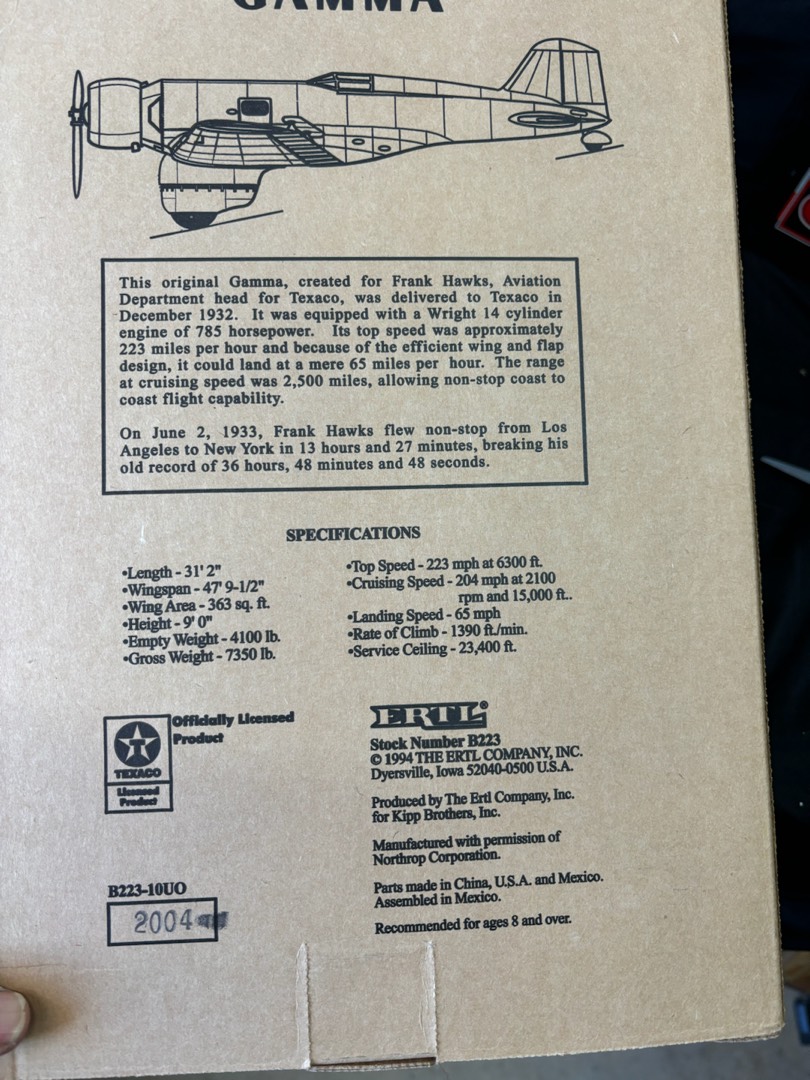 GAMMA
This original Gamma, created for Frank Hawks, Aviation
Department head for Texaco, was delivered to Texaco in
December 1932. It was equipped with a Wright 14 cylinder
engine of 785 horsepower. Its top speed was approximately
223 miles per hour and because of the efficient wing and flap
design, it could land at a mere 65 miles per hour. The range
at cruising speed was 2,500 miles, allowing non-stop coast to
coast flight capability.
On June 2, 1933, Frank Hawks flew non-stop from Los
Angeles to New York in 13 hours and 27 minutes, breaking his
old record of 36 hours, 48 minutes and 48 seconds.
SPECIFICATIONS
•Length - 31' 2"
•Wingspan - 47' 9-1/2"
•Wing Area - 363 sq. ft.
•Height - 9' 0"
•Empty Weight - 4100 lb.
•Gross Weight - 7350 lb.
•Top Speed - 223 mph at 6300 ft.
•Cruising Speed - 204 mph at 2100
rpm and 15,000 ft..
•Landing Speed - 65 mph
•Rate of Climb - 1390 ft./min.
•Service Ceiling - 23,400 ft.
Officially Licensed
Product
T
TEXACO
Licensed
Product
ERTL®
Stock Number B223
© 1994 THE ERTL COMPANY, INC.
Dyersville, Iowa 52040-0500 U.S.A.
Produced by The Ertl Company, Inc.
for Kipp Brothers, Inc.
Manufactured with permission of
Northrop Corporation.
Parts made in China, U.S.A. and Mexico.
Assembled in Mexico.
Recommended for ages 8 and over.
B223-10UO
2004